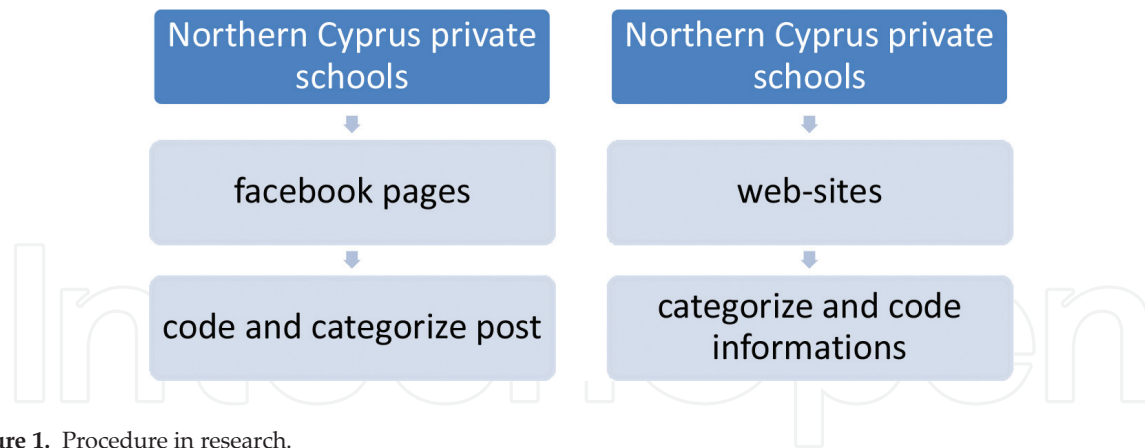 Northern Cyprus private
schools
facebook pages
code and categorize post
Northern Cyprus private
schools
web-sites
categorize and code
informations
ure 1. Procedure in research.